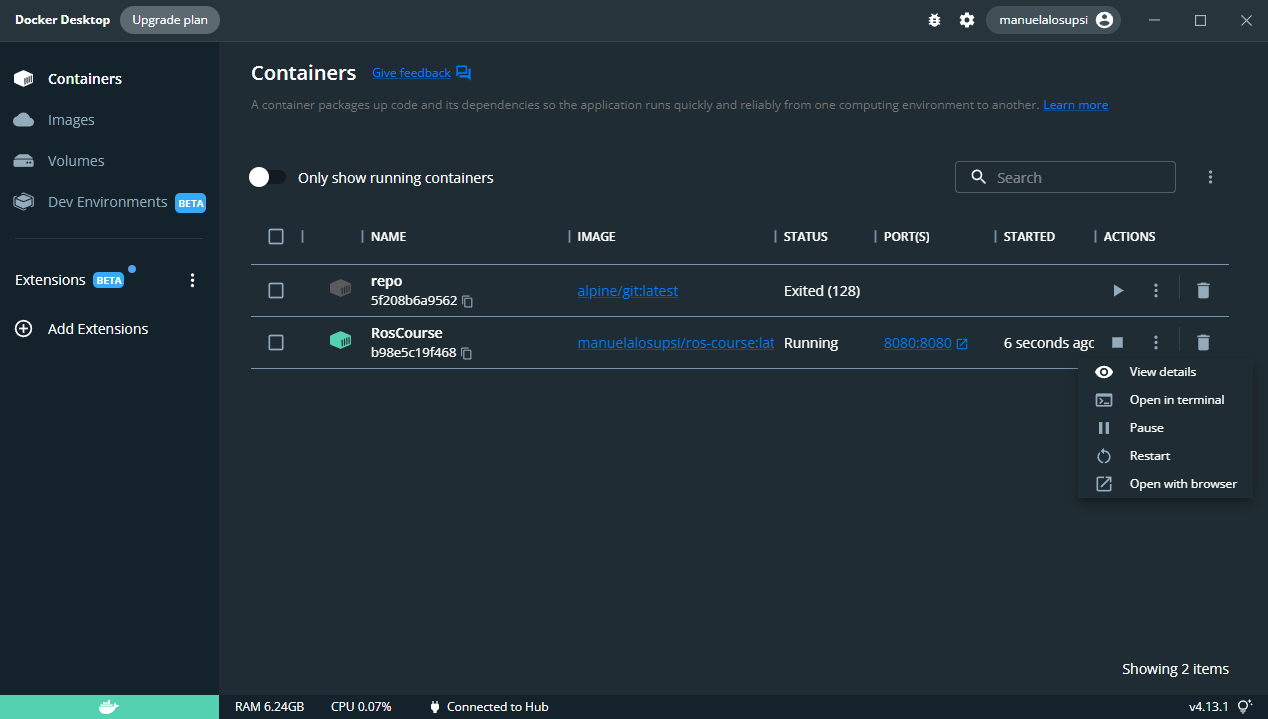 Docker Desktop Upgrade plan manuelalosupsi
Containers
Images
Volumes
Dev Environments BETA
Extensions BETA
Add Extensions
Containers Give feedback
A container packages up code and its dependencies so the application runs quickly and reliably from one computing environment to another. Learn more
Only show running containers Search
NAME IMAGE STATUS PORT(S) STARTED ACTIONS
repo
5f208b6a9562 alpine/git:latest Exited (128)
RosCourse
b98e5c19f468 manuelalosupsi/ros-course:lat Running 8080:8080 6 seconds ago
View details
Open in terminal
Pause
Restart
Open with browser
Showing 2 items
RAM 6.24GB CPU 0.07% Connected to Hub v4.13.1